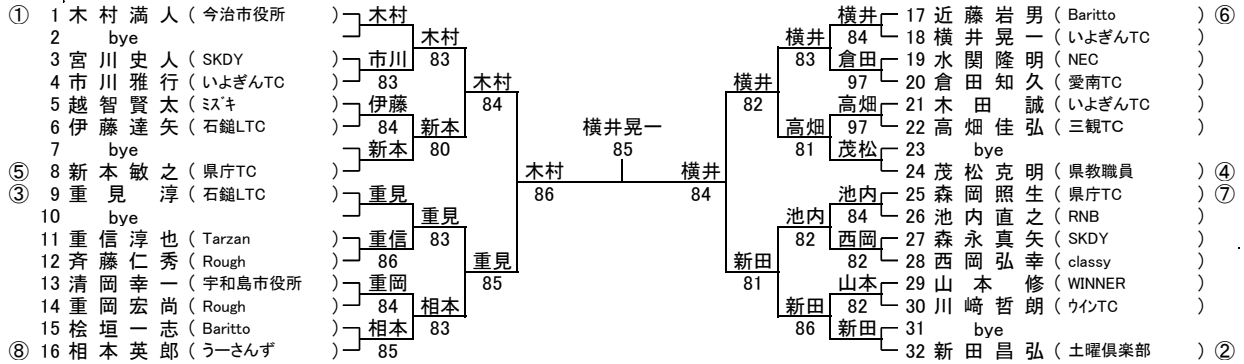 ① 1 木 村 満 人 ( 今治市役所 ) 木村
2 bye
木村
83
3 宮 川 史 人 ( SKDY ) 市川
4 市 川 雅 行 ( いよぎんTC ) 83
木村
84
5 越 智 賢 太 ( ミズキ ) 伊藤
6 伊 藤 達 矢 ( 石鎚LTC ) 84
新本
80
7 bye 新本
⑤ 8 新 本 敏 之 ( 県庁TC )
木村
86
③ 9 重 見 淳 ( 石鎚LTC ) 重見
10 bye
重見
83
11 重 信 淳 也 ( Tarzan ) 重信
12 斉 藤 仁 秀 ( Rough ) 86
重見
85
13 清 岡 幸 一 ( 宇和島市役所 ) 重岡
14 重 岡 宏 尚 ( Rough ) 84
相本
83
15 桧 垣 一 志 ( Baritto ) 相本
⑧ 16 相 本 英 郎 ( うーさんず ) 85
横井晃一
85
横井 17 近 藤 岩 男 ( Baritto ) ⑥
84 18 横 井 晃 一 ( いよぎんTC )
横井
83
倉田 19 水 関 隆 明 ( NEC )
97 20 倉 田 知 久 ( 愛南TC )
横井
82
高畑 21 木 田 誠 ( いよぎんTC )
97 22 高 畑 佳 弘 ( 三観TC )
高畑
81
茂松 23 bye
24 茂 松 克 明 ( 県教職員 ) ④
横井
84
池内 25 森 岡 照 生 ( 県庁TC ) ⑦
84 26 池 内 直 之 ( RNB )
池内
82
西岡 27 森 永 真 矢 ( SKDY )
82 28 西 岡 弘 幸 ( classy )
新田
81
山本 29 山 本 修 ( WINNER )
82 30 川 﨑 哲 朗 ( ウインTC )
新田
86
新田 31 bye
32 新 田 昌 弘 ( 土曜倶楽部 ) ②